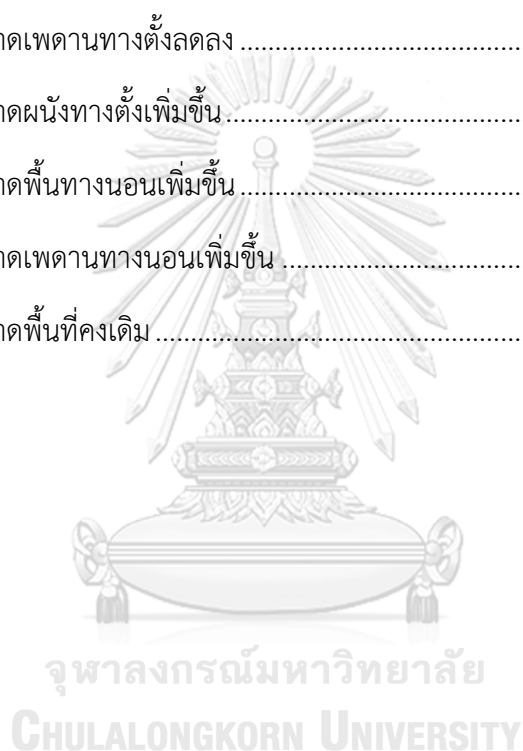 าดเพดานทางตั้งลดลง ........................................
าดผนังทางตั้งเพิ่มขึ้น ..........................................
าดพื้นทางนอนเพิ่มขึ้น ........................................
าดเพดานทางนอนเพิ่มขึ้น ..................................
าดพื้นที่คงเดิม ....................................................
จุฬาลงกรณ์มหาวิทยาลัย
CHULALONGKORN UNIVERSITY